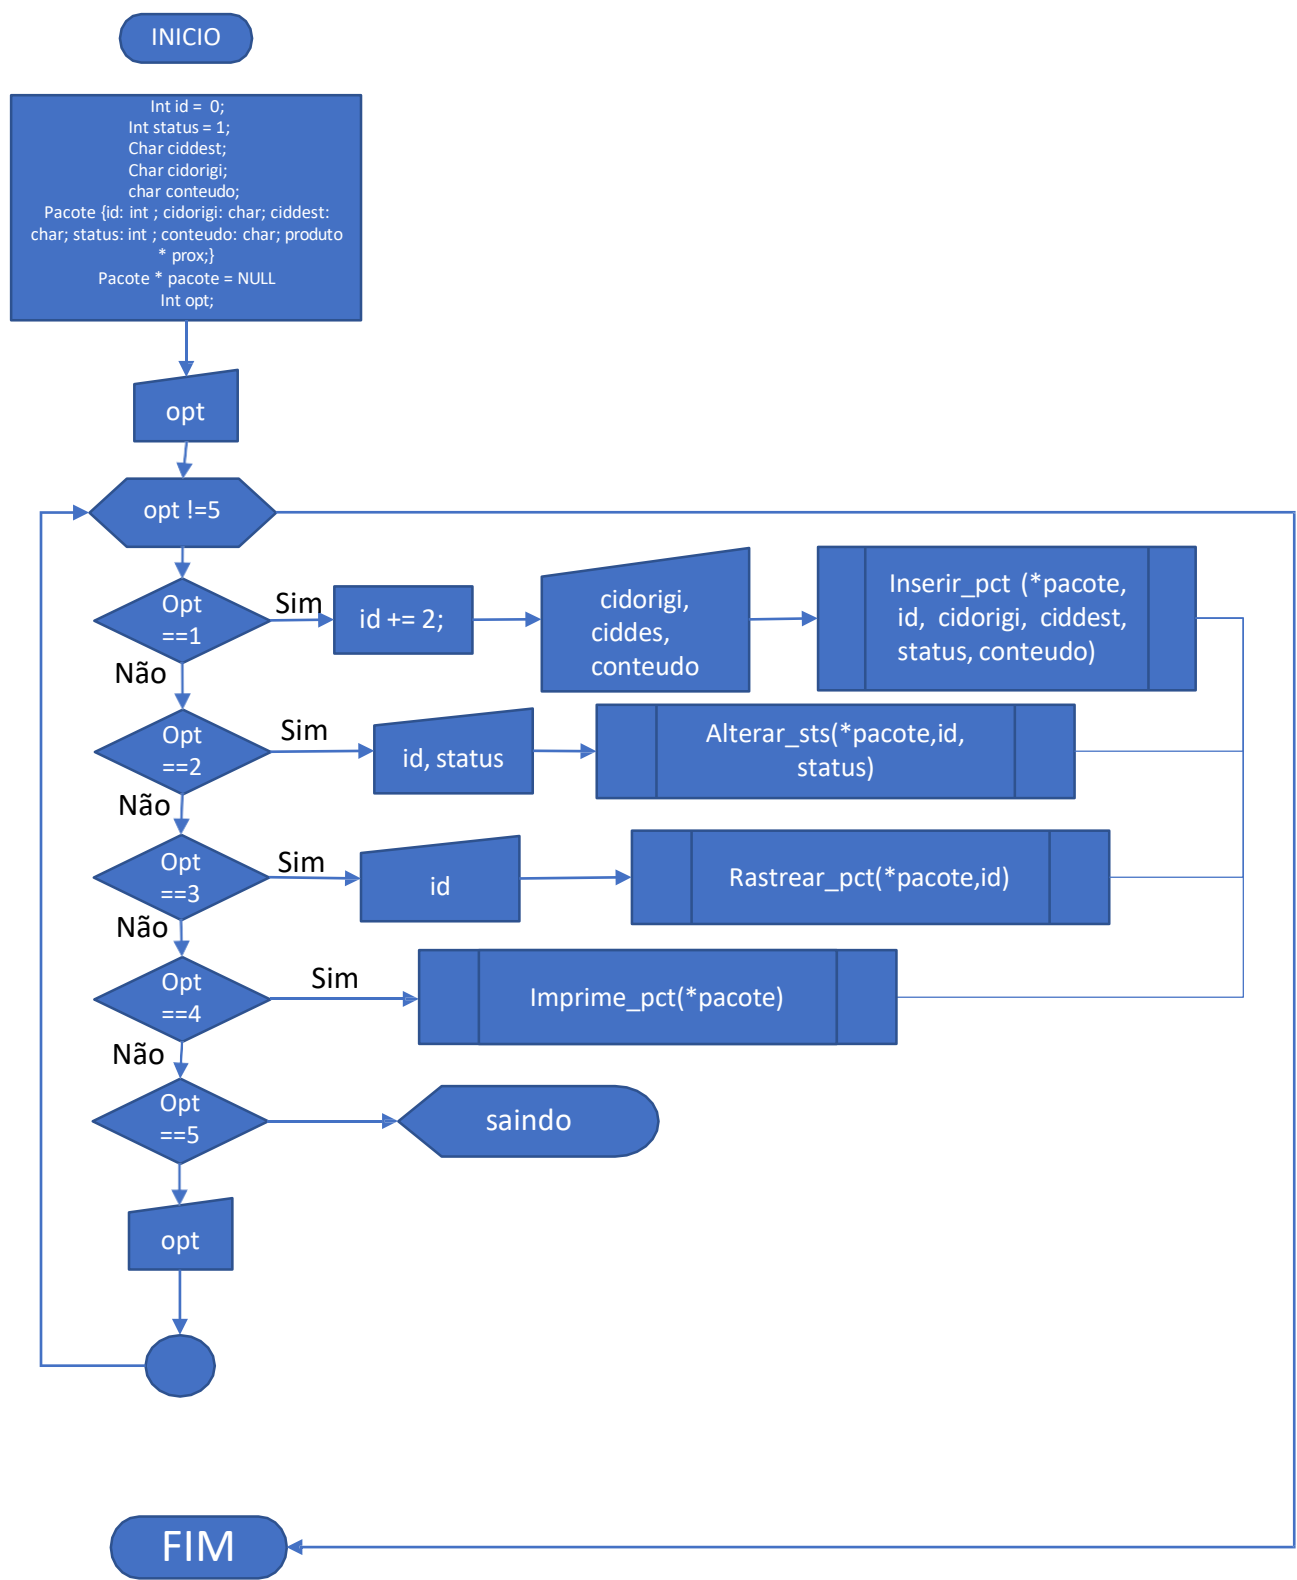 INICIO
Int id = 0;
Int status = 1;
Char ciddest;
Char cidorigi;
char conteudo;
Pacote {id: int ; cidorigi: char; ciddest:
char; status: int ; conteudo: char; produto
* prox;}
Pacote * pacote = NULL
Int opt;
opt
opt !=5
Opt
==1
Sim
id += 2;
cidorigi,
ciddes,
conteudo
Inserir_pct (*pacote,
id, cidorigi, ciddest,
status, conteudo)
Não
Opt
==2
Sim
id, status
Alterar_sts(*pacote,id,
status)
Não
Opt
==3
Sim
id
Rastrear_pct(*pacote,id)
Não
Opt
==4
Sim
Imprime_pct(*pacote)
Não
Opt
==5
saindo
opt
FIM